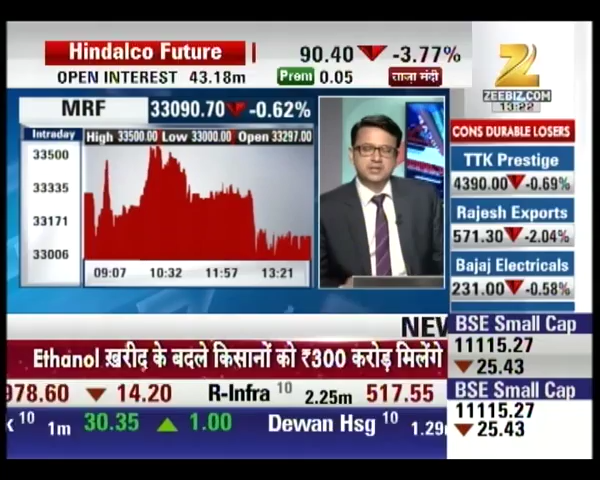 Hindalco Future
90.40 -3.77%
OPEN INTEREST 43.18m
Prem 0.05
ताज़ा मंदी
ZEEBIZ.COM
13:22
MRF 33090.70 -0.62%
Intraday High 33500.00 Low 33000.00 Open 33297.00
33500
33335
33171
33006
09:07 10:32 11:57 13:21
CONS DURABLE LOSERS
TTK Prestige
4390.00 -0.69%
Rajesh Exports
571.30 -2.04%
Bajaj Electricals
231.00 -0.58%
NEW
Ethanol ख़रीद के बदले किसानों को ₹300 करोड़ मिलेंगे
BSE Small Cap
11115.27
25.43
978.60 14.20 R-Infra 10 2.25m 517.55
BSE Small Cap
11115.27
25.43
k 10 1m 30.35 1.00 Dewan Hsg 10 1.29